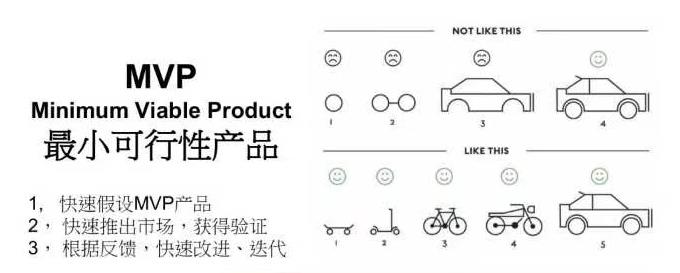 MVP
Minimum Viable Product
最小可行性产品
1, 快速假设MVP产品
2, 快速推出市场,获得验证
3, 根据反馈,快速改进、迭代
NOT LIKE THIS
1 2 3 4
LIKE THIS
1 2 3 4 5